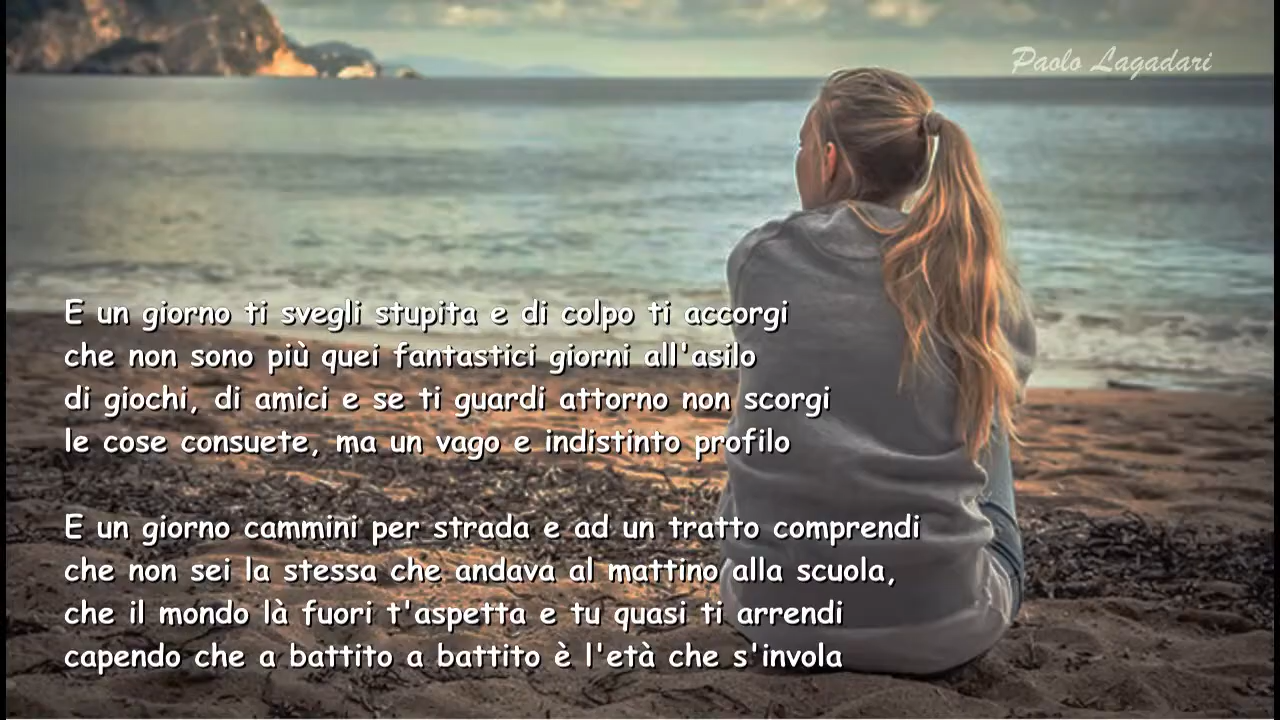 Paolo Lagadari
E un giorno ti svegli stupita e di colpo ti accorgi
che non sono più quei fantastici giorni all'asilo
di giochi, di amici e se ti guardi attorno non scorgi
le cose consuete, ma un vago e indistinto profilo
E un giorno cammini per strada e ad un tratto comprendi
che non sei la stessa che andava al mattino alla scuola,
che il mondo là fuori t'aspetta e tu quasi ti arrendi
capendo che a battito a battito è l'età che s'invola